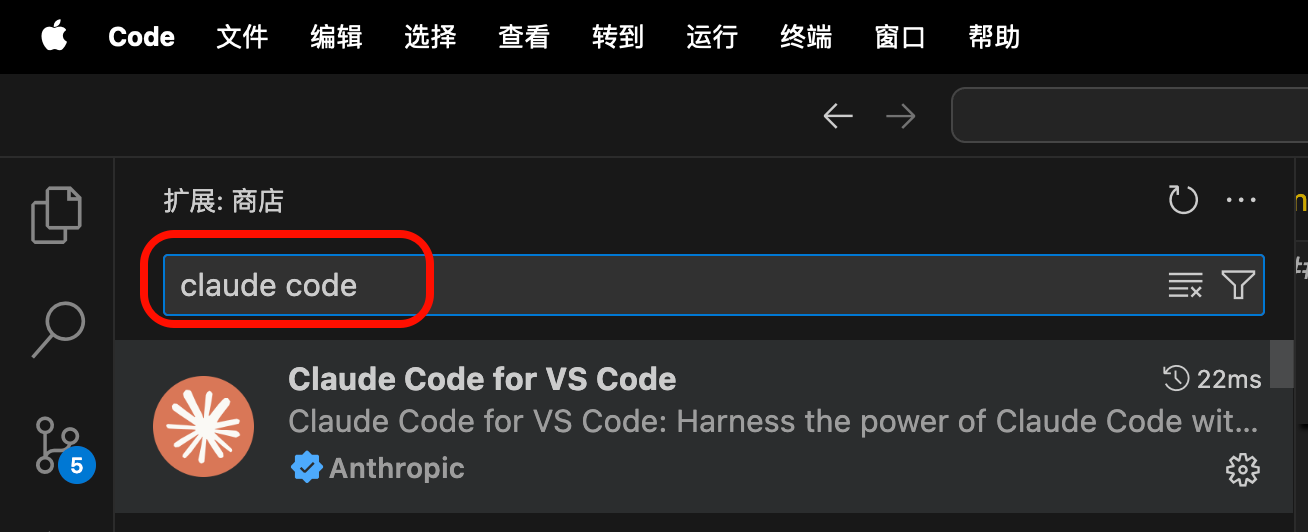 Code 文件 编辑 选择 查看 转到 运行 终端 窗口 帮助
扩展: 商店
claude code
Claude Code for VS Code 22ms
Claude Code for VS Code: Harness the power of Claude Code wit...
Anthropic
5